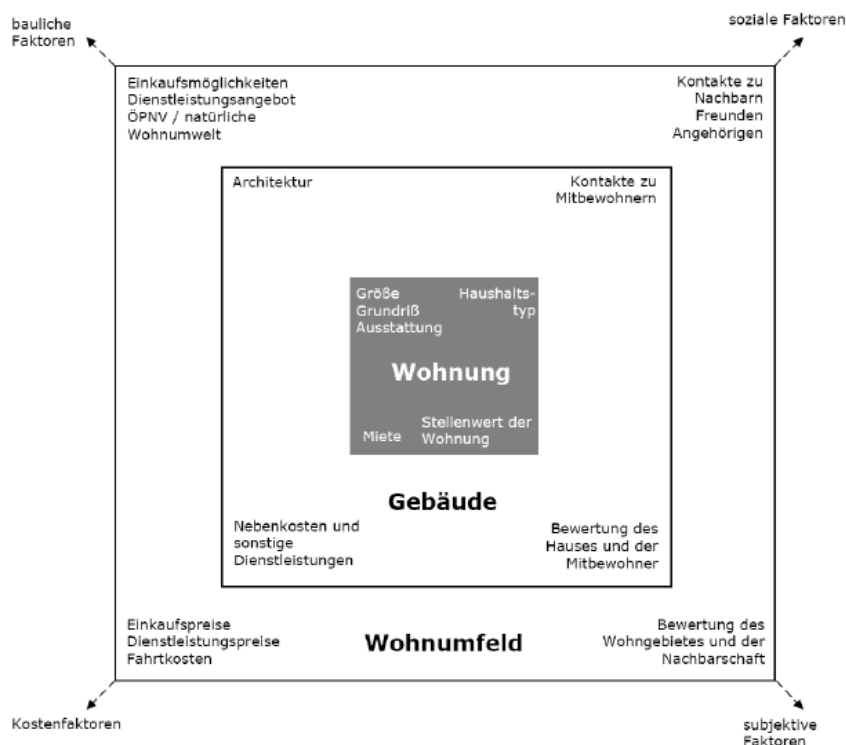 bauliche
Faktoren
soziale Faktoren
Einkaufsmöglichkeiten
Dienstleistungsangebot
ÖPNV / natürliche
Wohnumwelt
Kontakte zu
Nachbarn
Freunden
Angehörigen
Architektur
Kontakte zu
Mitbewohnern
Größe
Grundriß
Ausstattung
Haushalts-
typ
Wohnung
Miete
Stellenwert der
Wohnung
Gebäude
Nebenkosten und
sonstige
Dienstleistungen
Bewertung des
Hauses und der
Mitbewohner
Einkaufspreise
Dienstleistungspreise
Fahrtkosten
Wohnumfeld
Bewertung des
Wohngebietes und der
Nachbarschaft
Kostenfaktoren
subjektive
Faktoren